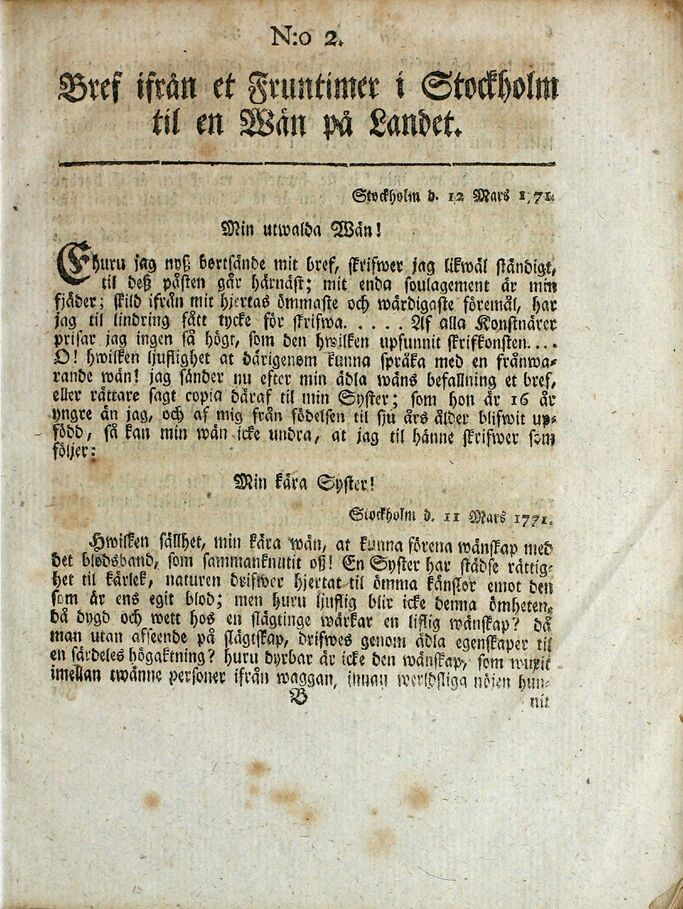 N:o 2.
Bref ifrån et Fruntimer i Stockholm
til en Wän på Landet.
Stockholm d. 12 Mars 1771.
Min utwalda Wän!
Ehuru jag nyß bortsände mit bref, skrifwer jag likwäl ständigt,
til deß påsten går härnäst; mit enda soulagement är min
fjäder; skild ifrån mit hjertas ömmaste och wärdigaste föremål, har
jag til lindring fått tycke för skrifwa. . . . . Af alla Konstnärer
prisar jag ingen så högt, som den hwilken upfunnit skrifkonsten. . . .
O! hwilken ljuflighet at därigenom kunna språka med en frånwa-
rande wän! jag sänder nu efter min ädla wäns befallning et bref,
eller rättare sagt copia däraf til min Syster; som hon är 16 år
yngre än jag, och af mig från födelsen til sju års ålder blifwit up-
född, så kan min wän icke undra, at jag til hänne skrifwer som
följer:
Min kära Syster!
Stockholm d. 11 Mars 1771.
Hwilken sällhet, min kära wän, at kunna förena wänskap med
det blodsband, som sammanknutit oß! En Syster har städse rättig-
het til kärlek, naturen drifwer hjertat til ömma känslor emot den
som är ens egit blod; men huru ljuflig blir icke denna ömheten,
då dygd och wett hos en slägtinge wärkar en liflig wänskap? då
man utan afseende på slägtskap, drifwes genom ädla egenskaper til
en särdeles högaktning? huru dyrbar är icke den wänskap, som wuxit
imellan twänne personer ifrån waggan, innan werldsliga nöjen hun-
B
nit